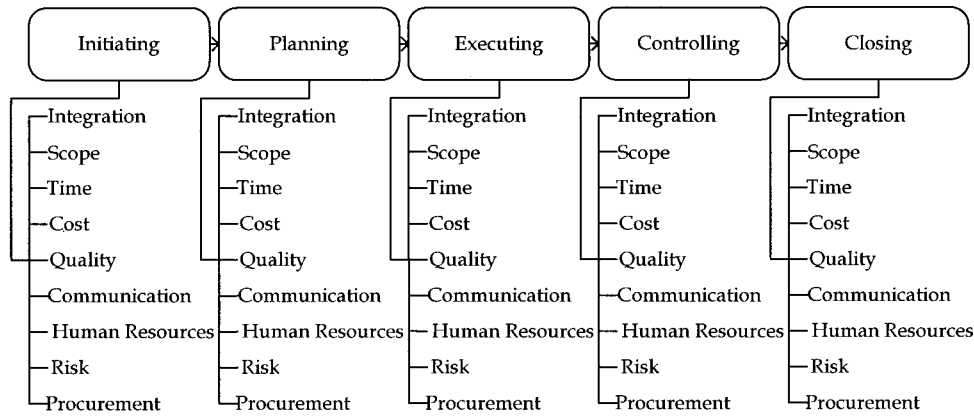 Initiating Planning Executing Controlling Closing
Integration Integration Integration Integration Integration
Scope Scope Scope Scope Scope
Time Time Time Time Time
Cost Cost Cost Cost Cost
Quality Quality Quality Quality Quality
Communication Communication Communication Communication Communication
Human Resources Human Resources Human Resources Human Resources Human Resources
Risk Risk Risk Risk Risk
Procurement Procurement Procurement Procurement Procurement